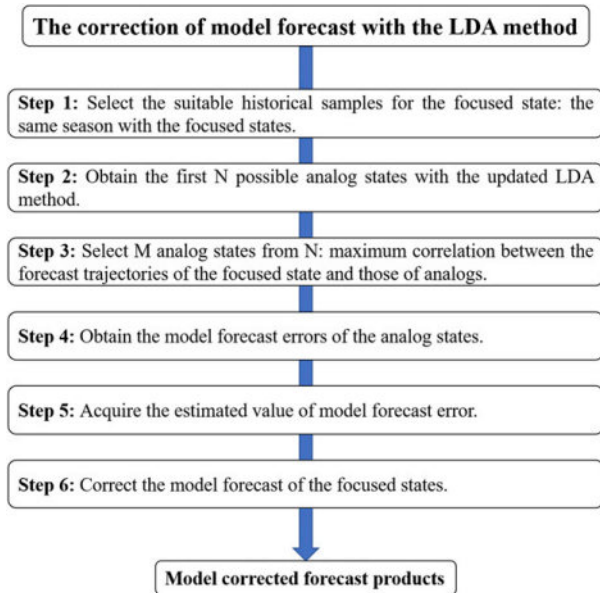 The correction of model forecast with the LDA method
Step 1: Select the suitable historical samples for the focused state: the
same season with the focused states.
Step 2: Obtain the first N possible analog states with the updated LDA
method.
Step 3: Select M analog states from N: maximum correlation between the
forecast trajectories of the focused state and those of analogs.
Step 4: Obtain the model forecast errors of the analog states.
Step 5: Acquire the estimated value of model forecast error.
Step 6: Correct the model forecast of the focused states.
Model corrected forecast products